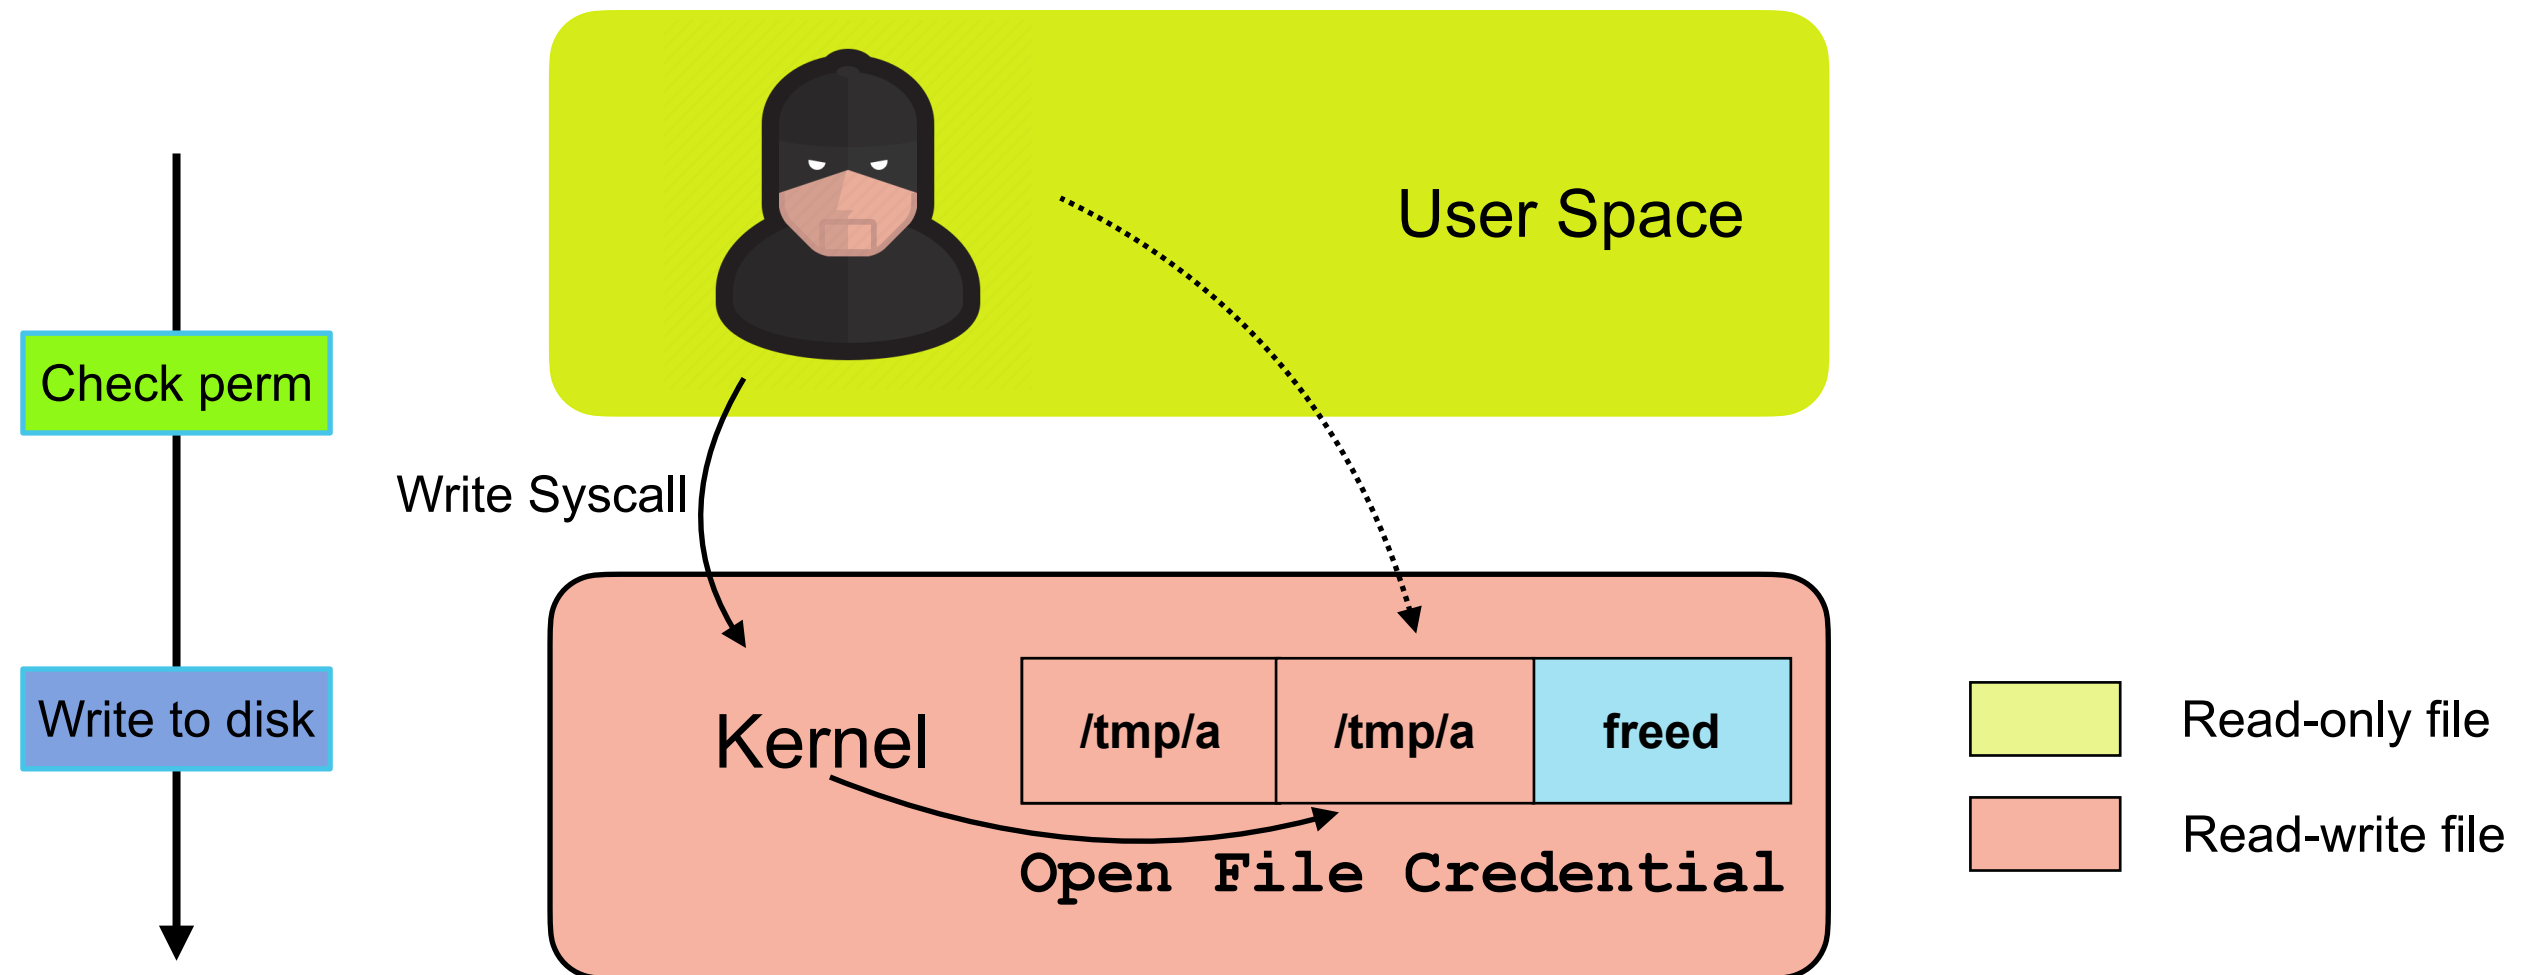 User Space
Check perm
Write Syscall
Write to disk
Kernel
/tmp/a
/tmp/a
freed
Open File Credential
Read-only file
Read-write file